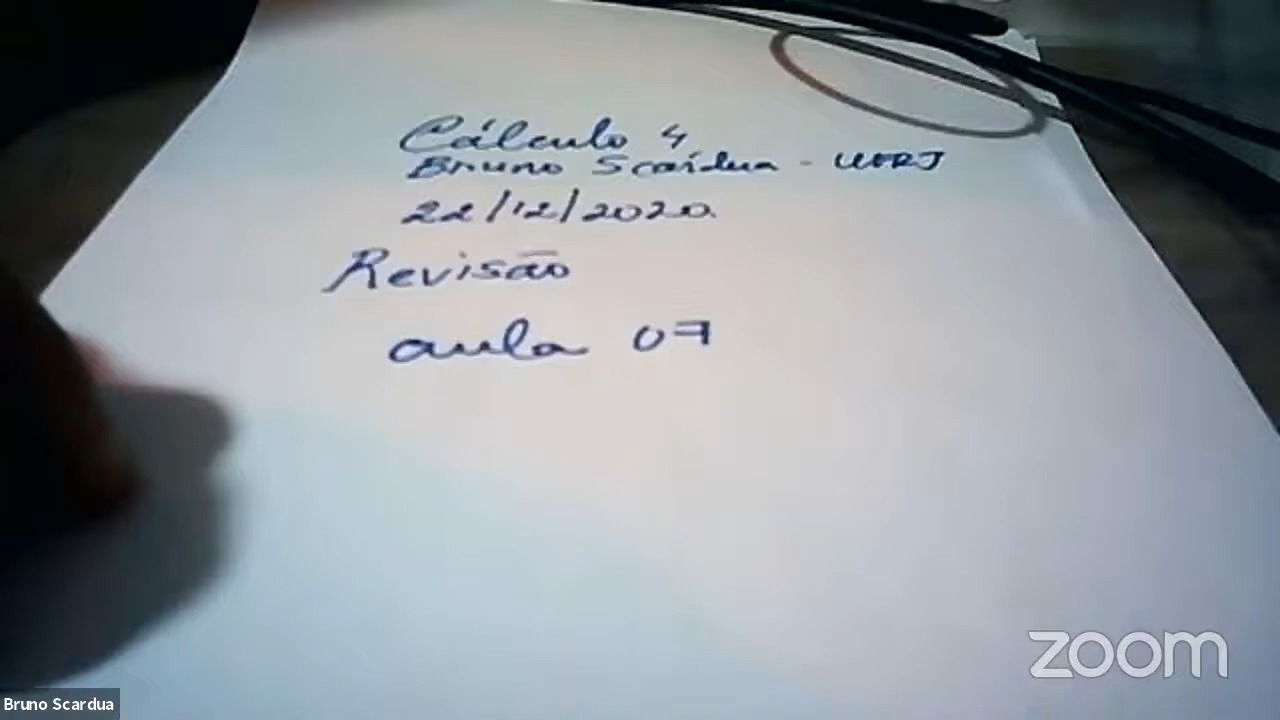 Cálculo 4
Bruno Scardua - UFRJ
22/12/2020
Revisão
aula 07
zoom
Bruno Scardua